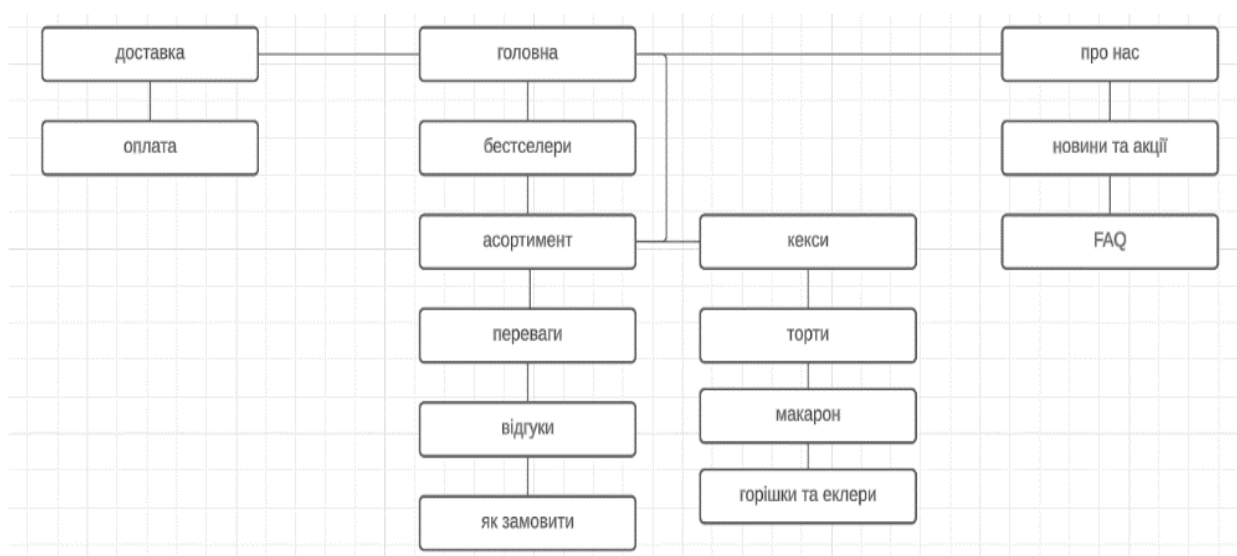 доставка
головна
про нас
оплата
бестселери
новини та акції
асортимент
кекси
FAQ
переваги
торти
макарон
відгуки
горішки та еклери
як замовити